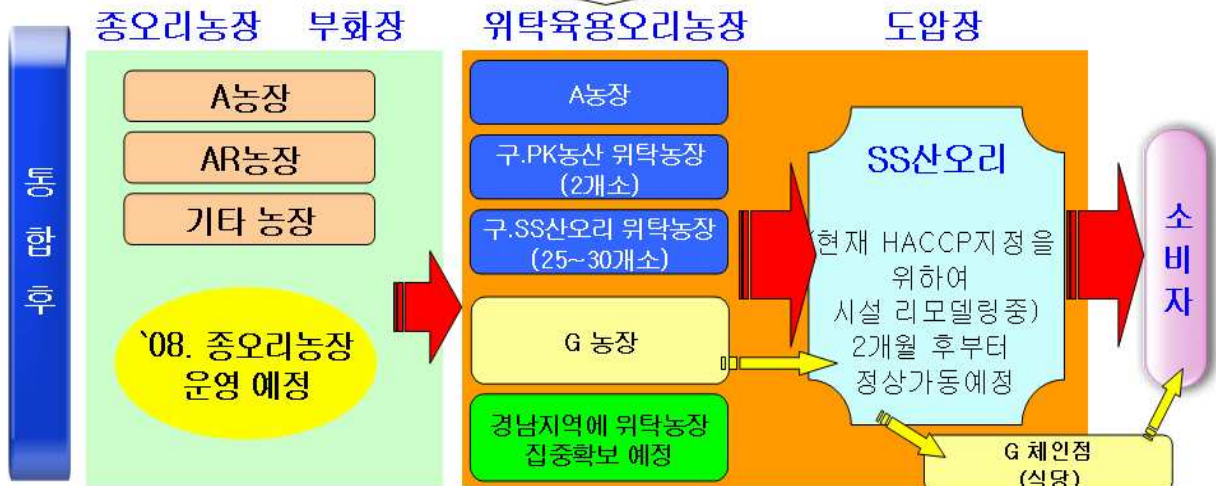 종오리농장 부화장 위탁육용오리농장 도압장
통합후
A농장
AR농장
기타 농장
`08. 종오리농장
운영 예정
A농장
구.PK농산 위탁농장
(2개소)
구.SS산오리 위탁농장
(25~30개소)
G 농장
경남지역에 위탁농장
집중확보 예정
SS산오리
(현재 HACCP지정을
위하여
시설 리모델링중)
2개월 후부터
정상가동예정
소비자
G 체인점
(식당)